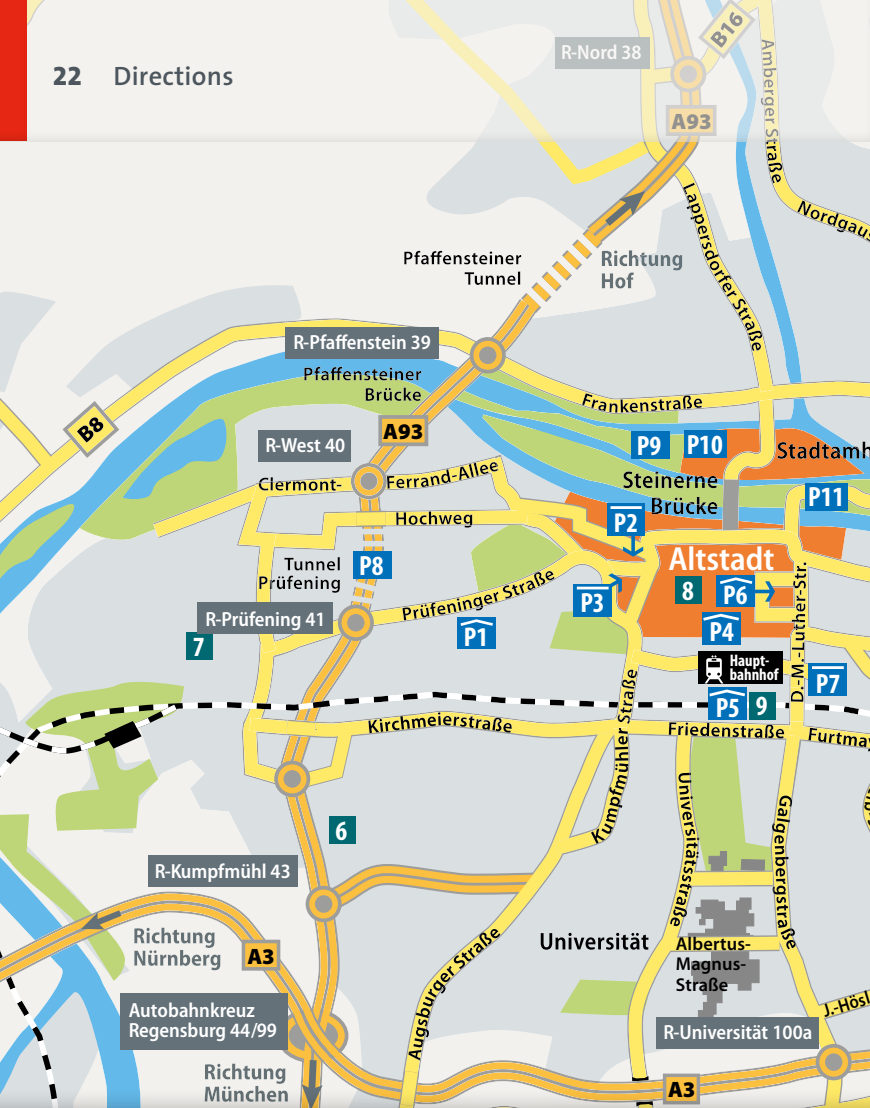 22 Directions
R-Nord 38
B16
Amberger Straße
A93
Nordgaus
Lappersdorfer Straße
Pfaffensteiner
Tunnel
Richtung
Hof
R-Pfaffenstein 39
Pfaffensteiner
Brücke
Frankenstraße
B8
A93
R-West 40
P9
P10
Stadtamh
Clermont-
Ferrand-Allee
Steinerne
Brücke
P11
Hochweg
P2
Tunnel
Prüfening
P8
Altstadt
Prüfeninger Straße
P3
8
P6
D.-M.-Luther-Str.
R-Prüfening 41
7
P1
P4
Haupt-
bahnhof
P7
P5
9
Kirchmeierstraße
Kumpfmühler Straße
Friedenstraße
Furtmay
Universitätsstraße
Galgenbergstraße
6
R-Kumpfmühl 43
Richtung
Nürnberg
A3
Augsburger Straße
Universität
Albertus-
Magnus-
Straße
Autobahnkreuz
Regensburg 44/99
J.-Hösl
R-Universität 100a
Richtung
München
A3